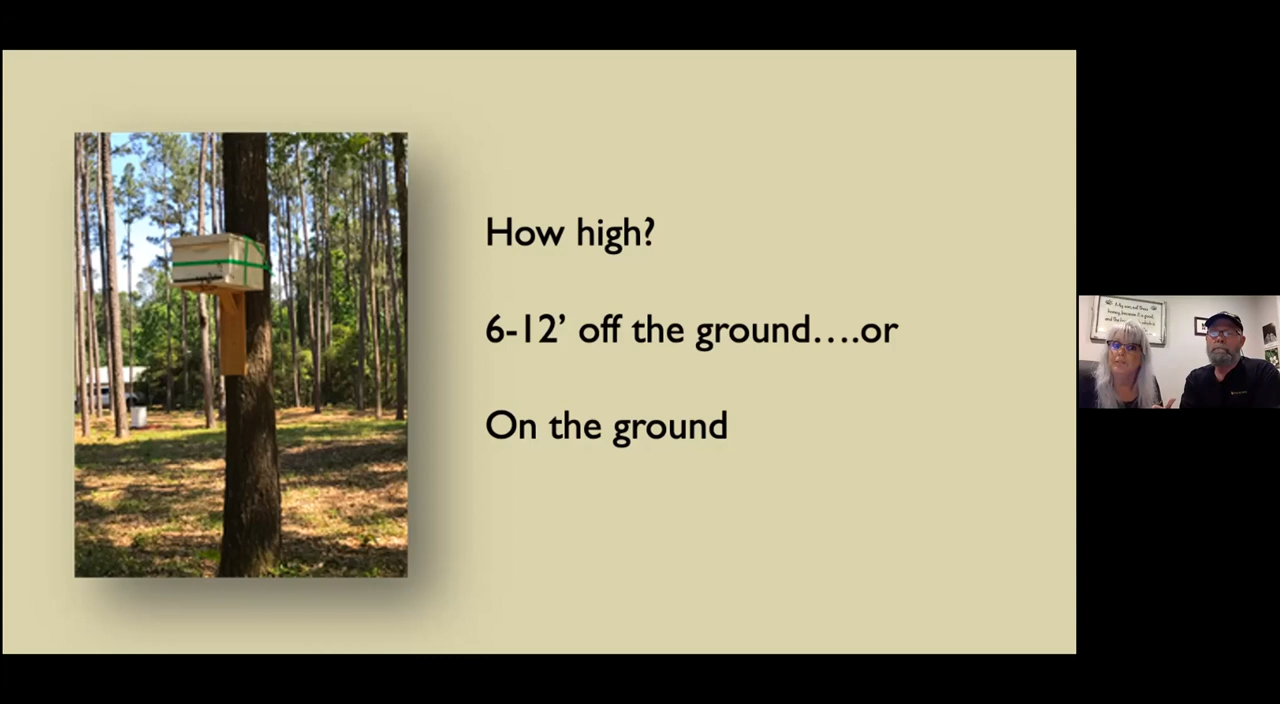 How high?
6-12’ off the ground….or
On the ground